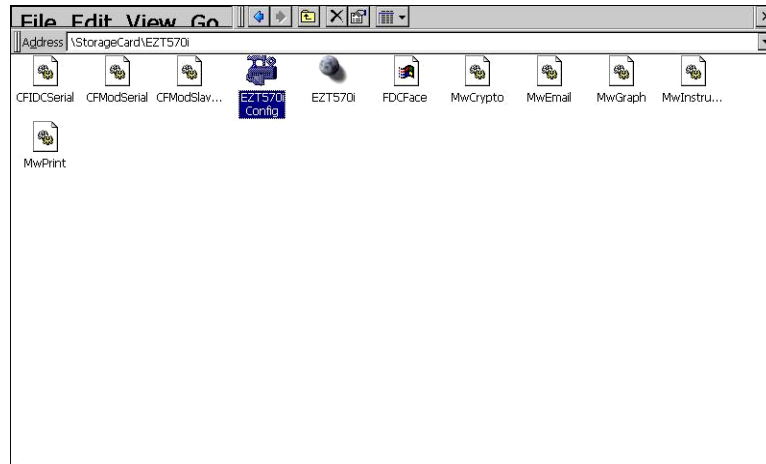 File Edit View Go
Address \StorageCard\EZT570i
CFIDCSerial CFModSerial CFModSlav... EZT570i Config EZT570i FDCFace MwCrypto MwEmail MwGraph MwInstru...
MwPrint